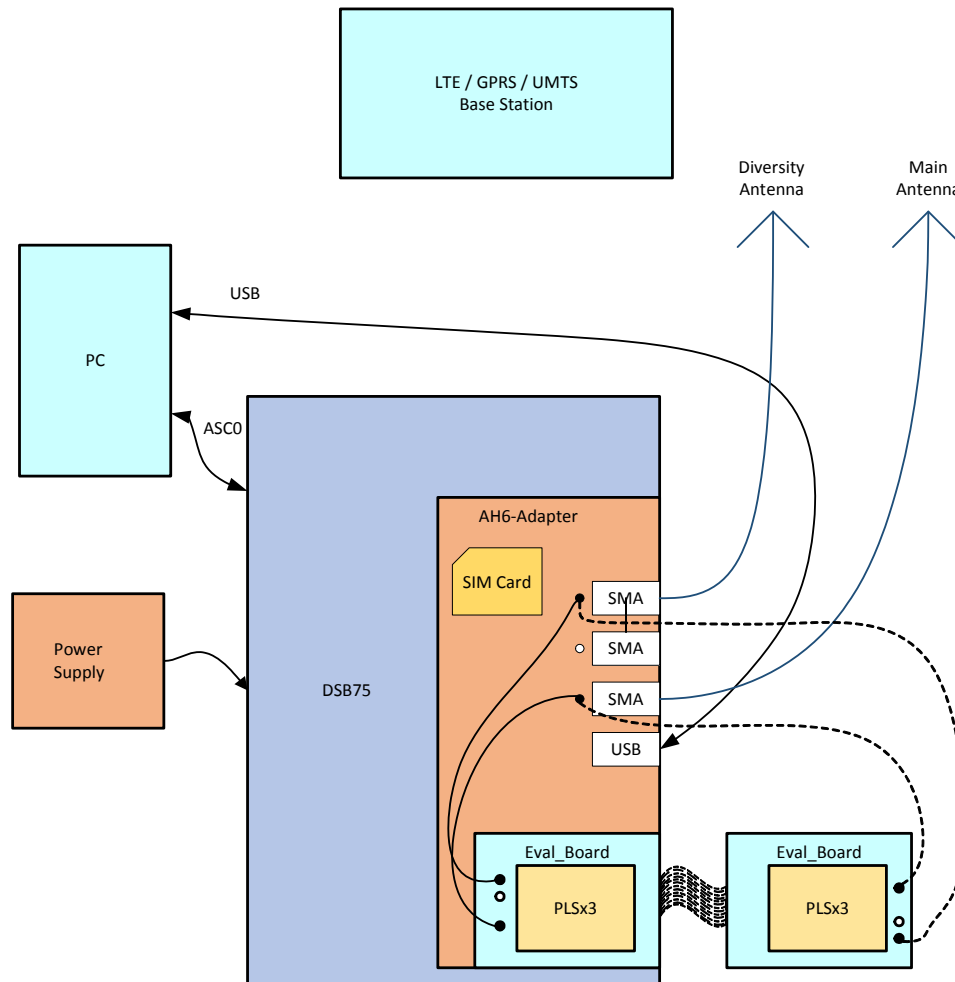 LTE / GPRS / UMTS
Base Station
Diversity
Antenna
Main
Antenna
USB
PC
ASC0
AH6-Adapter
SIM Card
SMA
SMA
Power
Supply
DSB75
SMA
USB
Eval_Board
PLSx3
Eval_Board
PLSx3